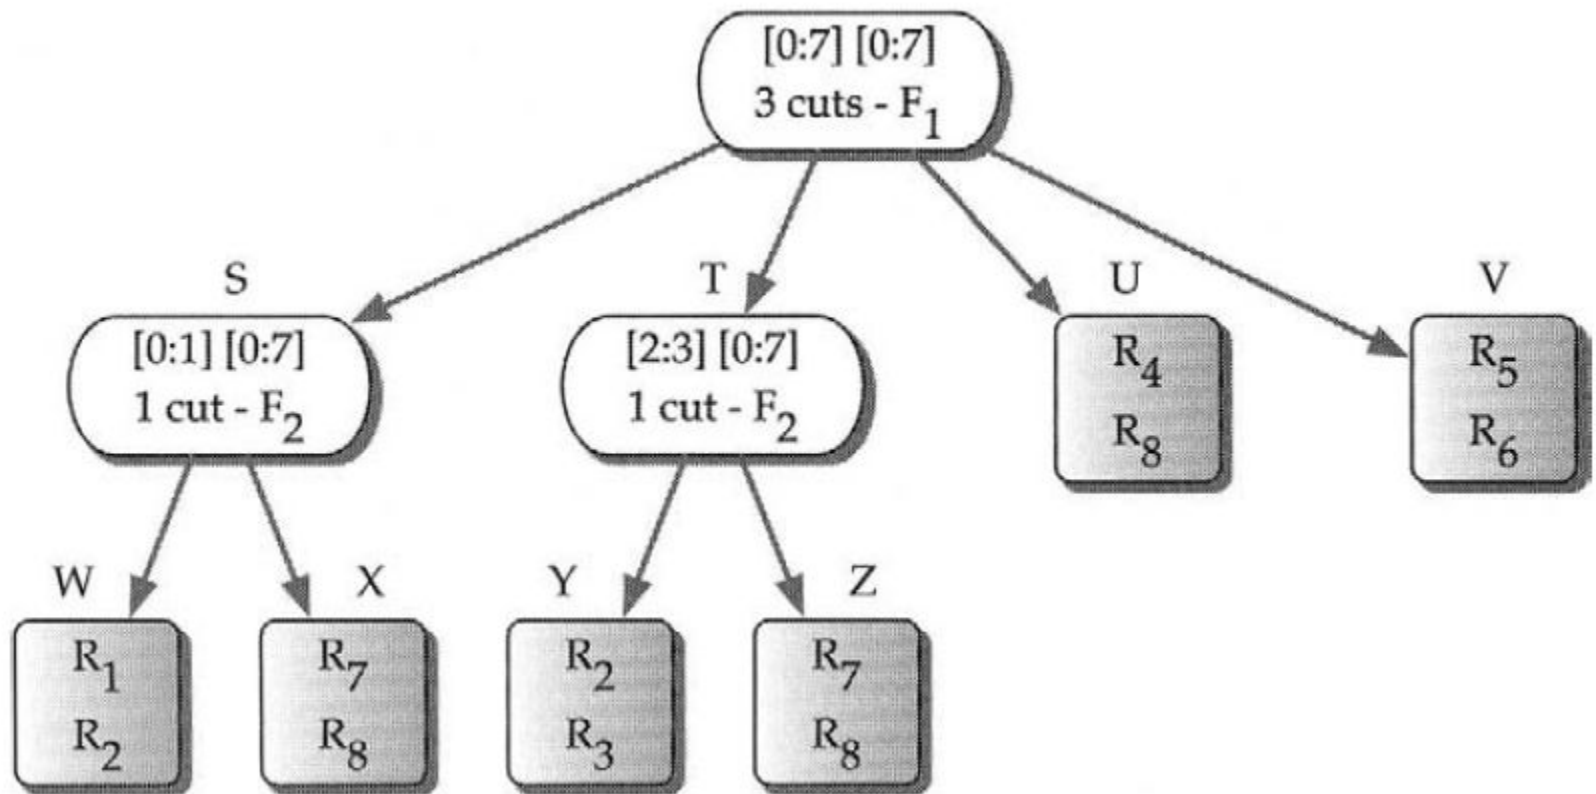 [0:7] [0:7]
3 cuts - F1
S
T
U
V
[0:1] [0:7]
1 cut - F2
[2:3] [0:7]
1 cut - F2
R4
R8
R5
R6
W
X
Y
Z
R1
R2
R7
R8
R2
R3
R7
R8